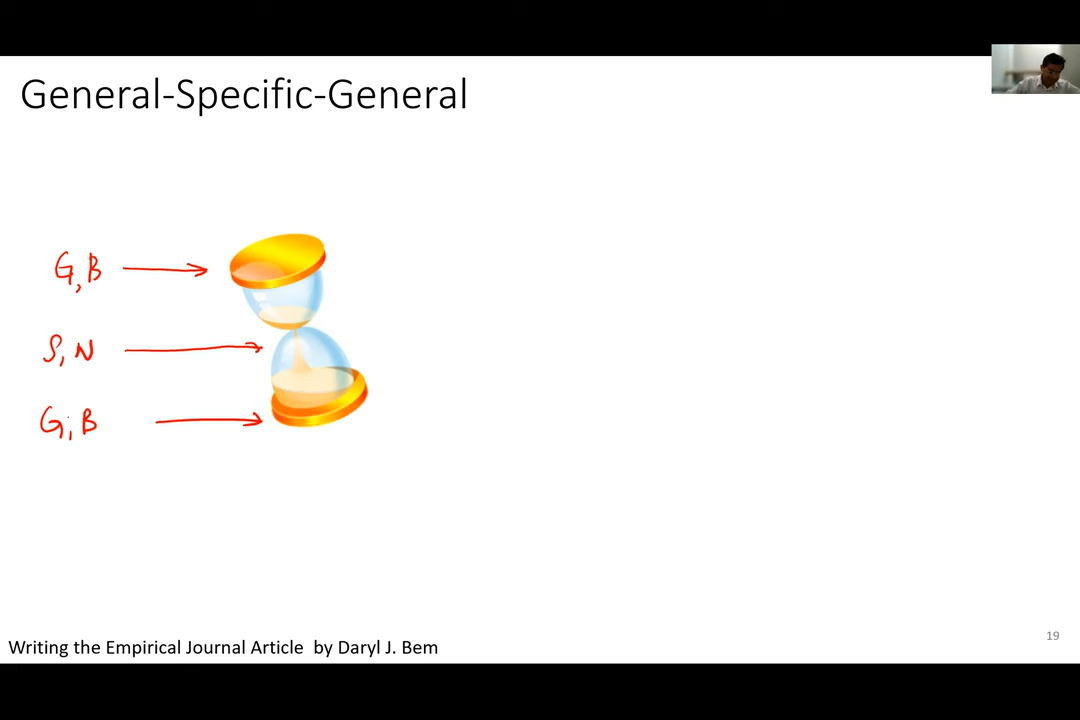 General-Specific-General
G, B
S, N
G, B
Writing the Empirical Journal Article by Daryl J. Bem
19